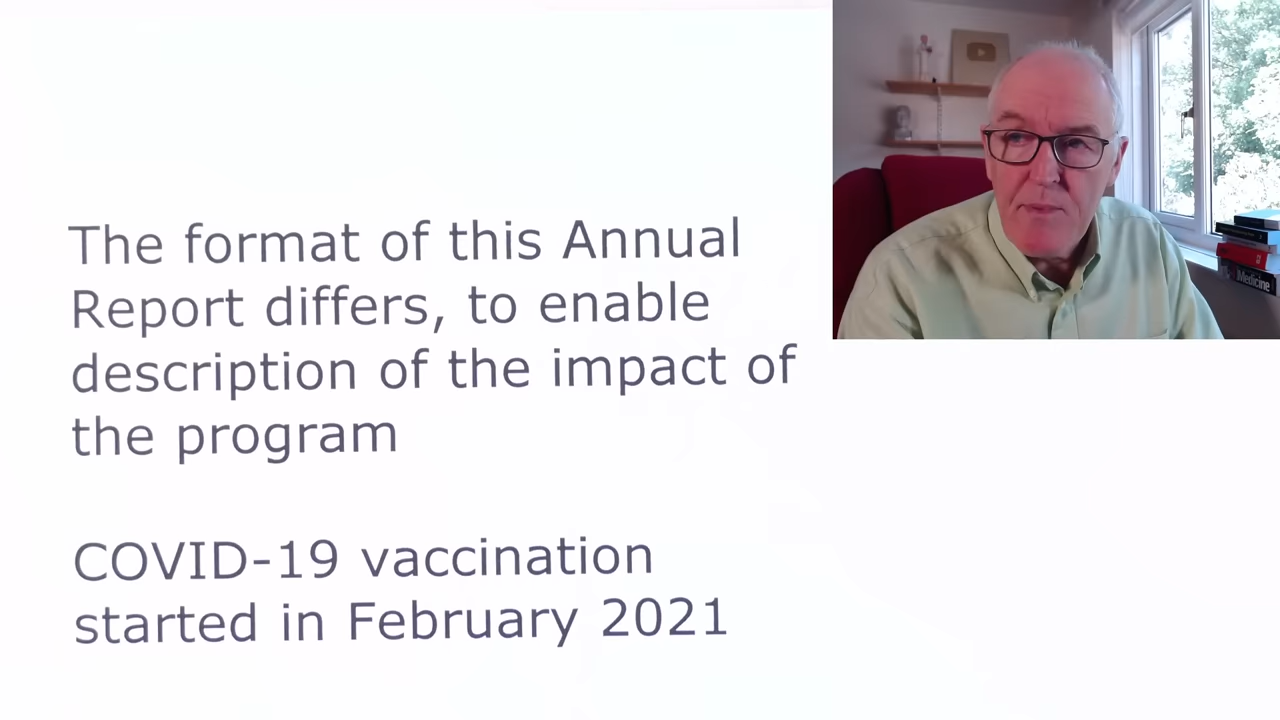 The format of this Annual
Report differs, to enable
description of the impact of
the program
COVID-19 vaccination
started in February 2021
Medicine